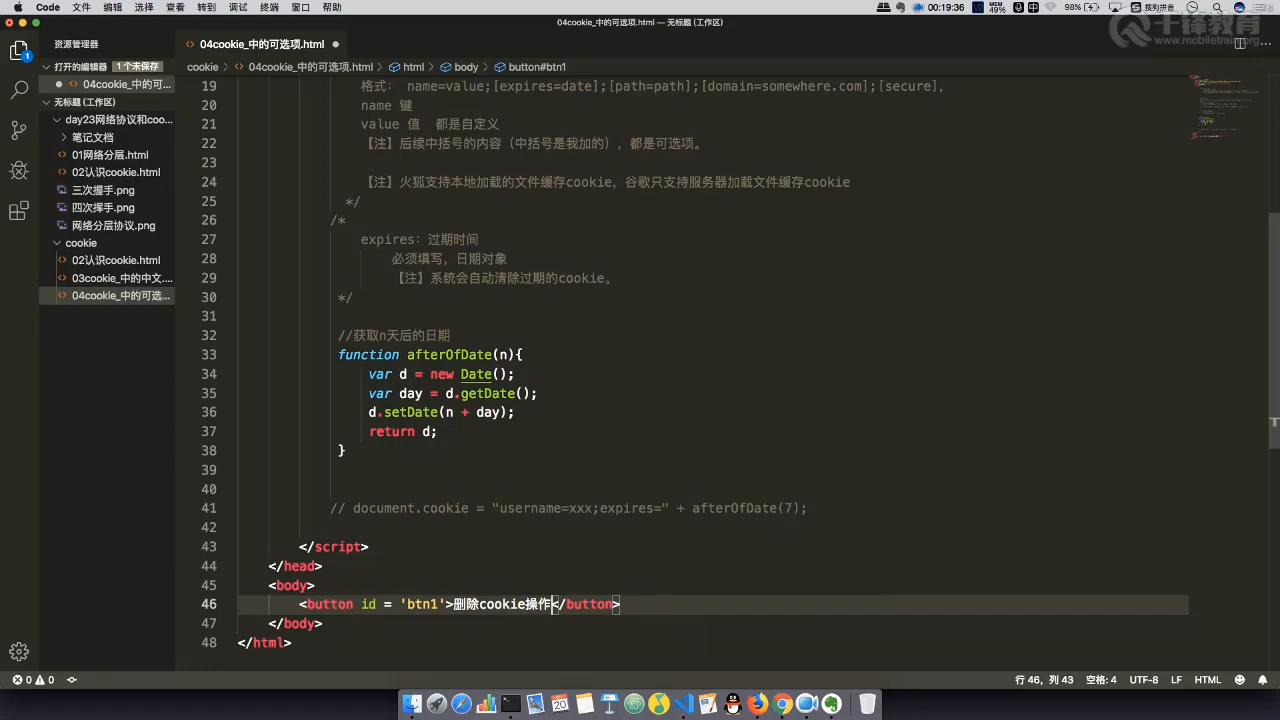 Code 文件 编辑 选择 查看 转到 调试 终端 窗口 帮助
00:19:36
MEM 49%
98%
搜狗拼音
04cookie_中的可选项.html — 无标题 (工作区)
千锋教育
www.mobiletrain.org
资源管理器
04cookie_中的可选项.html
打开的编辑器 1 个未保存
cookie > 04cookie_中的可选项.html > html > body > button#btn1
04cookie_中的可...
无标题 (工作区)
day23网络协议和coo...
笔记文档
01网络分层.html
02认识cookie.html
三次握手.png
四次挥手.png
网络分层协议.png
cookie
02认识cookie.html
03cookie_中的中文....
04cookie_中的可选...
19 格式： name=value;[expires=date];[path=path];[domain=somewhere.com];[secure],
20 name 键
21 value 值 都是自定义
22 【注】后续中括号的内容（中括号是我加的），都是可选项。
23
24 【注】火狐支持本地加载的文件缓存cookie，谷歌只支持服务器加载文件缓存cookie
25 */
26 /*
27 expires：过期时间
28 必须填写，日期对象
29 【注】系统会自动清除过期的cookie。
30 */
31
32 //获取n天后的日期
33 function afterOfDate(n){
34 var d = new Date();
35 var day = d.getDate();
36 d.setDate(n + day);
37 return d;
38 }
39
40
41 // document.cookie = "username=xxx;expires=" + afterOfDate(7);
42
43 </script>
44 </head>
45 <body>
46 <button id = 'btn1'>删除cookie操作</button>
47 </body>
48 </html>
0 0
行 46，列 43 空格: 4 UTF-8 LF HTML